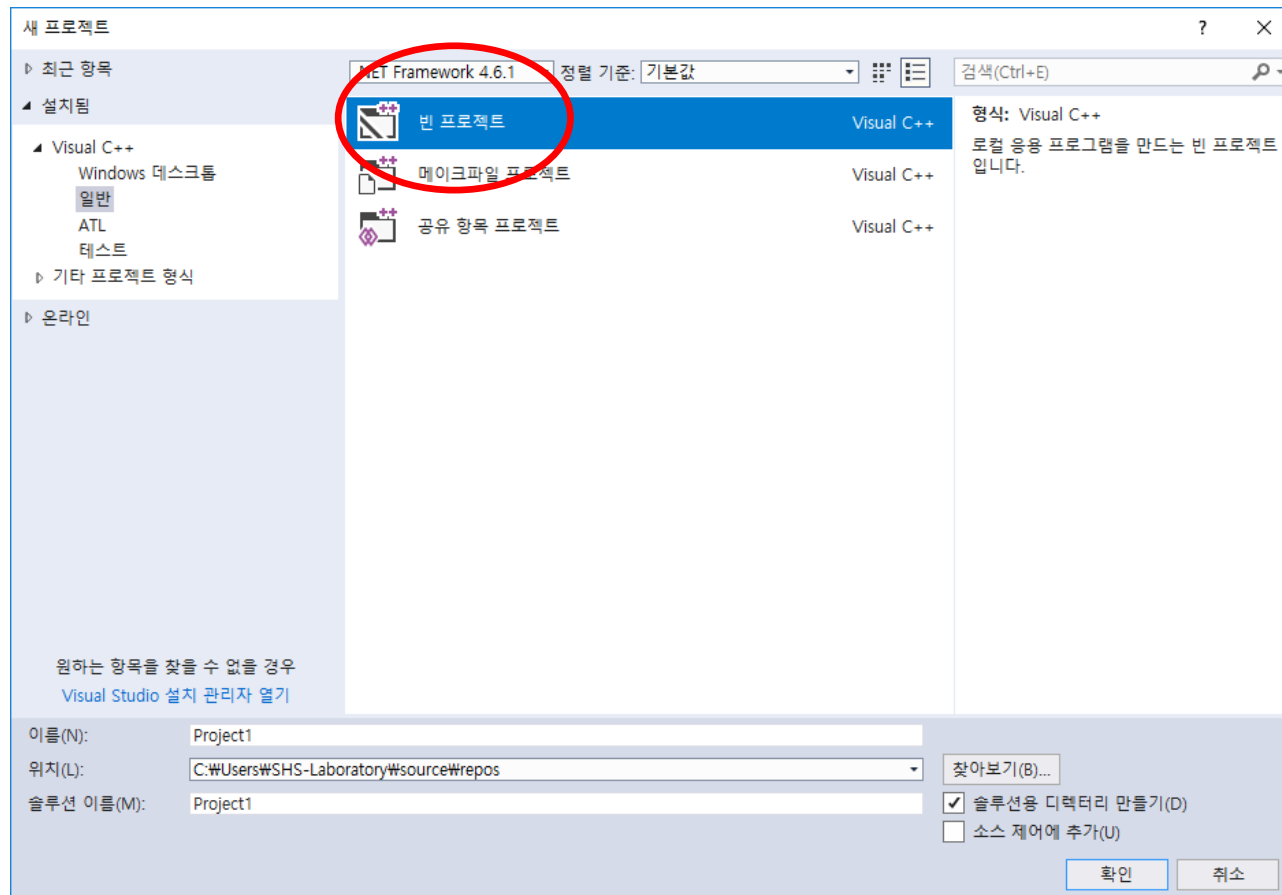 새 프로젝트
?
최근 항목
.NET Framework 4.6.1 정렬 기준: 기본값
검색(Ctrl+E)
설치됨
Visual C++
Windows 데스크톱
일반
ATL
테스트
기타 프로젝트 형식
온라인
빈 프로젝트 Visual C++
메이크파일 프로젝트 Visual C++
공유 항목 프로젝트 Visual C++
형식: Visual C++
로컬 응용 프로그램을 만드는 빈 프로젝트
입니다.
원하는 항목을 찾을 수 없을 경우
Visual Studio 설치 관리자 열기
이름(N): Project1
위치(L): C:₩Users₩SHS-Laboratory₩source₩repos 찾아보기(B)...
솔루션 이름(M): Project1
솔루션용 디렉터리 만들기(D)
소스 제어에 추가(U)
확인 취소